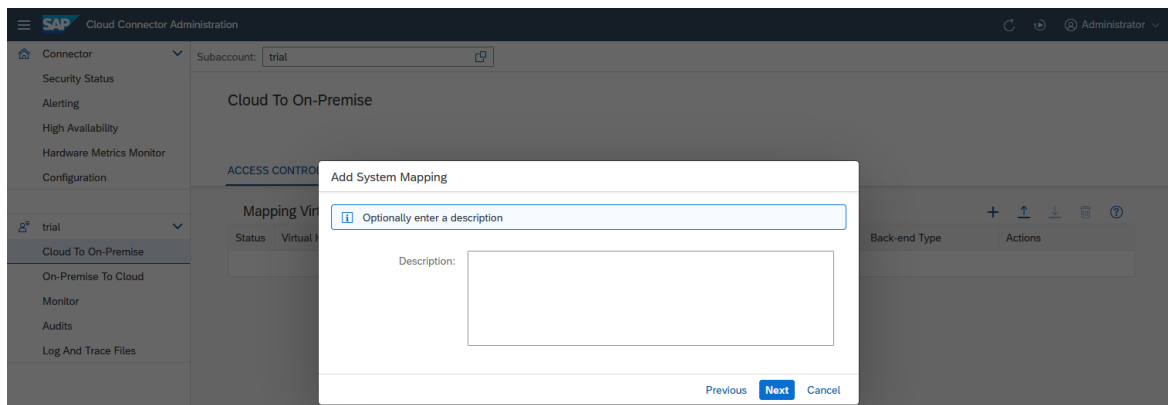 SAP Cloud Connector Administration
Administrator
Connector
Security Status
Alerting
High Availability
Hardware Metrics Monitor
Configuration
trial
Cloud To On-Premise
On-Premise To Cloud
Monitor
Audits
Log And Trace Files
Subaccount: trial
Cloud To On-Premise
ACCESS CONTROL
Mapping Virt
Status Virtual H Back-end Type Actions
Add System Mapping
Optionally enter a description
Description:
Previous Next Cancel